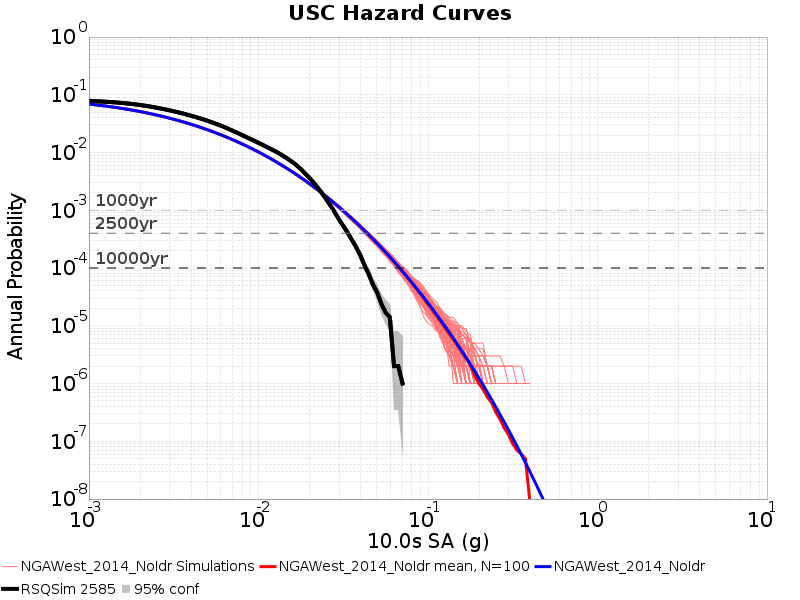 USC Hazard Curves
Annual Probability
10^0
10^-1
10^-2
10^-3
10^-4
10^-5
10^-6
10^-7
10^-8
1000yr
2500yr
10000yr
10^-3 10^-2 10^-1 10^0 10^1
10.0s SA (g)
NGAWest_2014_NoIdr Simulations NGAWest_2014_NoIdr mean, N=100 NGAWest_2014_NoIdr
RSQSim 2585 95% conf